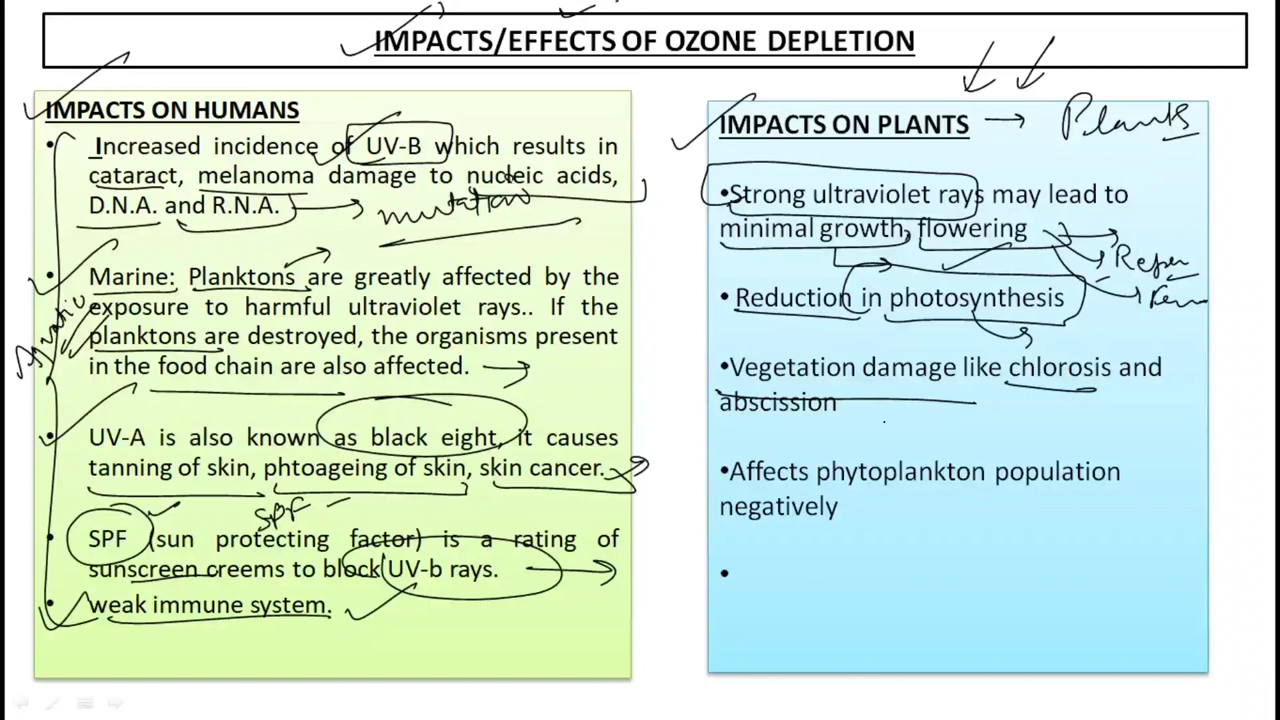 IMPACTS/EFFECTS OF OZONE DEPLETION
IMPACTS ON HUMANS
• Increased incidence of UV-B which results in
cataract, melanoma damage to nucleic acids,
D.N.A. and R.N.A.
mutation
• Marine: Planktons are greatly affected by the
exposure to harmful ultraviolet rays.. If the
planktons are destroyed, the organisms present
in the food chain are also affected.
Aquatic
• UV-A is also known as black eight, it causes
tanning of skin, phtoageing of skin, skin cancer.
SPF
• SPF (sun protecting factor) is a rating of
sunscreen creems to block UV-b rays.
• weak immune system.
IMPACTS ON PLANTS
Plants
•Strong ultraviolet rays may lead to
minimal growth, flowering
•Reduction in photosynthesis
•Vegetation damage like chlorosis and
abscission
•Affects phytoplankton population
negatively
•